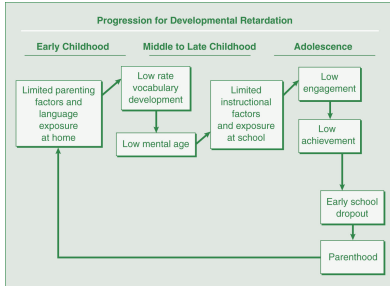 Progression for Developmental Retardation
Early Childhood
Middle to Late Childhood
Adolescence
Limited parenting
factors and
language
exposure
at home
Low rate
vocabulary
development
Low mental age
Limited
instructional
factors
and exposure
at school
Low
engagement
Low
achievement
Early school
dropout
Parenthood